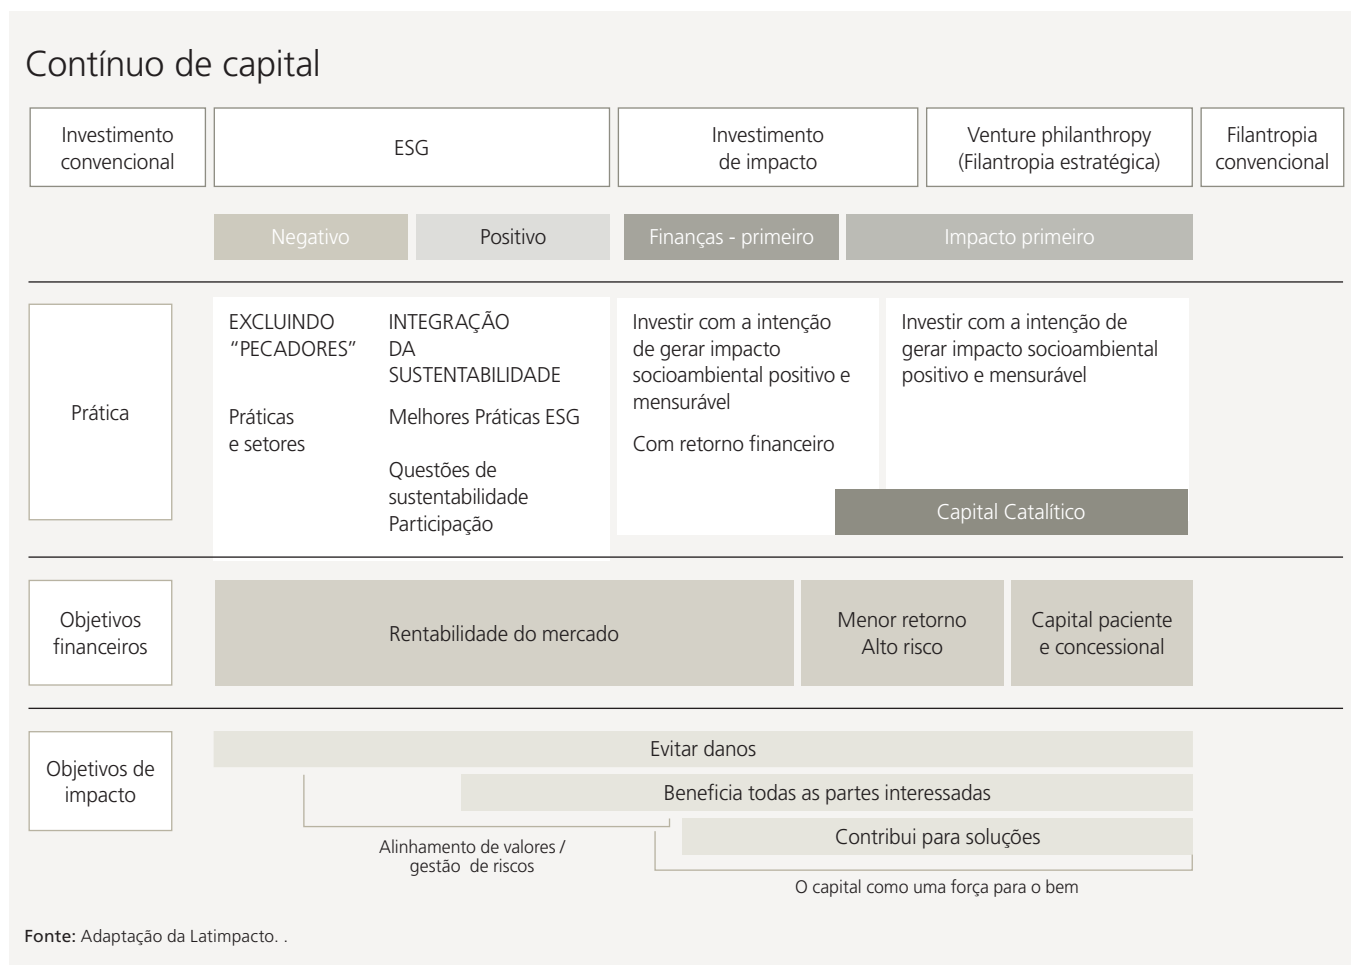 Contínuo de capital
Investimento
convencional
ESG
Investimento
de impacto
Venture philanthropy
(Filantropia estratégica)
Filantropia
convencional
Negativo
Positivo
Finanças - primeiro
Impacto primeiro
Prática
EXCLUINDO
“PECADORES”
Práticas
e setores
INTEGRAÇÃO
DA
SUSTENTABILIDADE
Melhores Práticas ESG
Questões de
sustentabilidade
Participação
Investir com a intenção
de gerar impacto
socioambiental positivo e
mensurável
Com retorno financeiro
Investir com a intenção de
gerar impacto socioambiental
positivo e mensurável
Capital Catalítico
Objetivos
financeiros
Rentabilidade do mercado
Menor retorno
Alto risco
Capital paciente
e concessional
Objetivos de
impacto
Evitar danos
Beneficia todas as partes interessadas
Contribui para soluções
Alinhamento de valores /
gestão de riscos
O capital como uma força para o bem
Fonte: Adaptação da Latimpacto. .